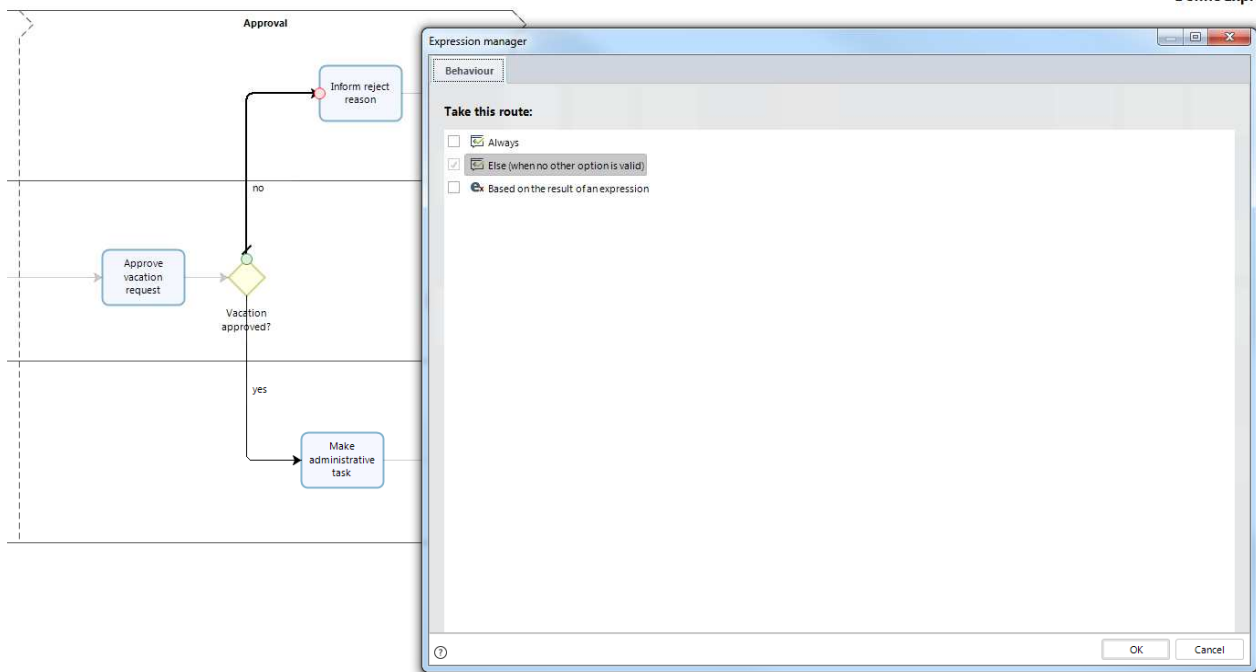 Approval
Inform reject
reason
no
Approve
vacation
request
Vacation
approved?
yes
Make
administrative
task
Expression manager
Behaviour
Take this route:
Always
Else (when no other option is valid)
Based on the result of an expression
OK
Cancel